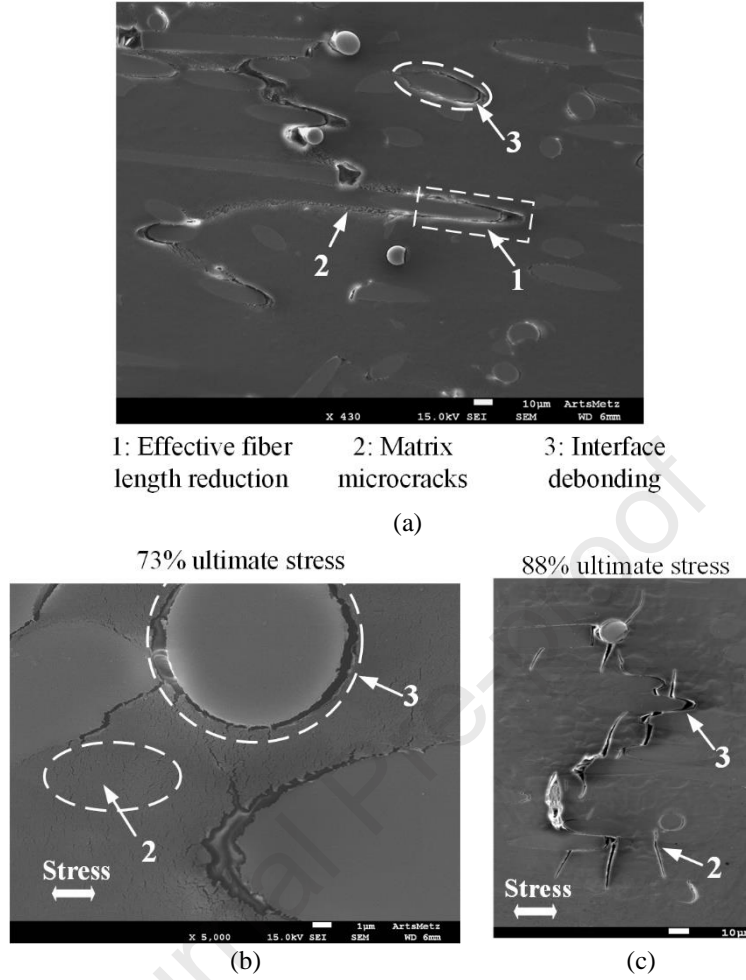 3
2
1
10μm ArtsMetz
X 430 15.0kV SEI SEM WD 6mm
1: Effective fiber length reduction
2: Matrix microcracks
3: Interface debonding
(a)
73% ultimate stress
3
2
Stress
1μm ArtsMetz
X 5,000 15.0kV SEI SEM WD 6mm
(b)
88% ultimate stress
3
2
Stress
10μ
(c)